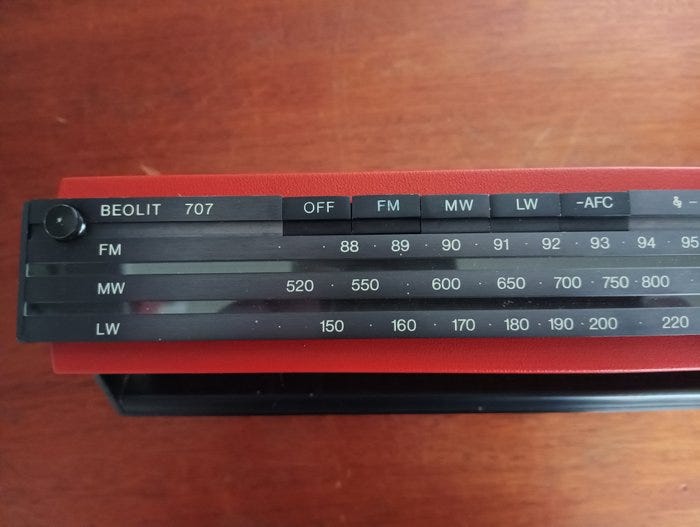 BEOLIT 707 OFF FM MW LW -AFC
FM · 88 · 89 · 90 · 91 · 92 · 93 · 94 · 95
MW 520 · 550 · 600 · 650 · 700 · 750 · 800
LW · · 150 · 160 · 170 · 180 · 190 · 200 · 220